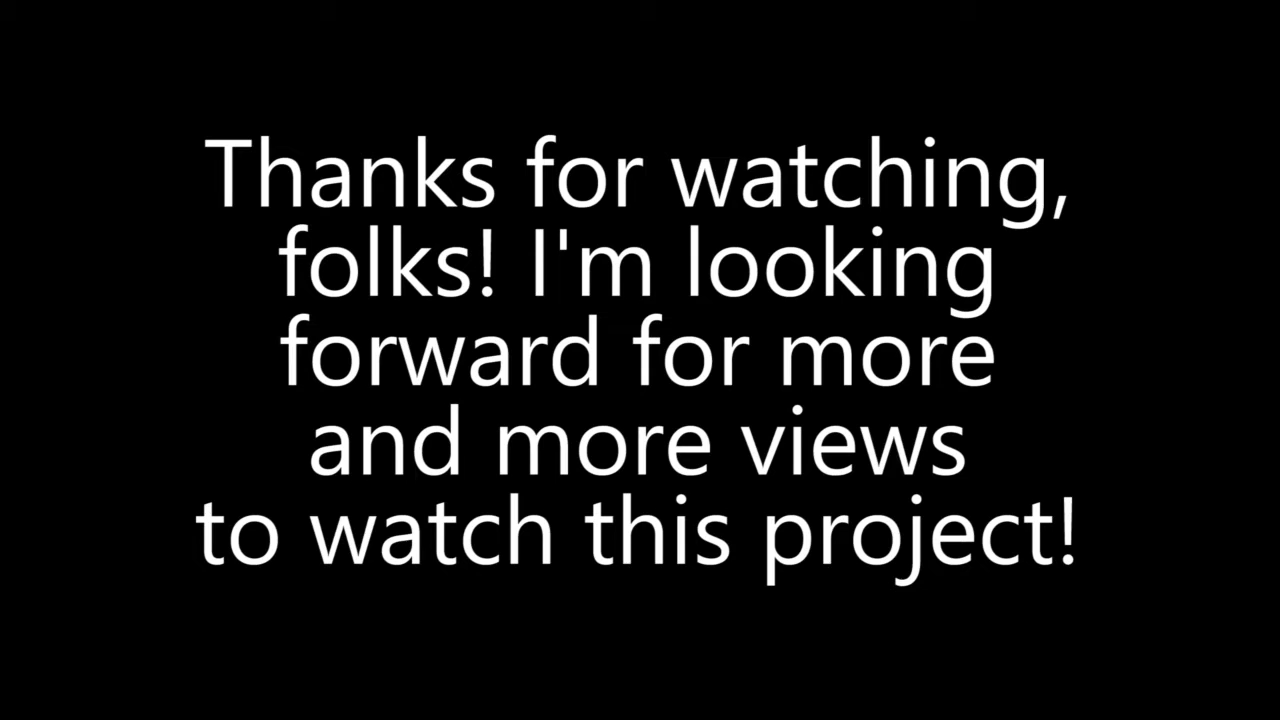 Thanks for watching,
folks! I'm looking
forward for more
and more views
to watch this project!